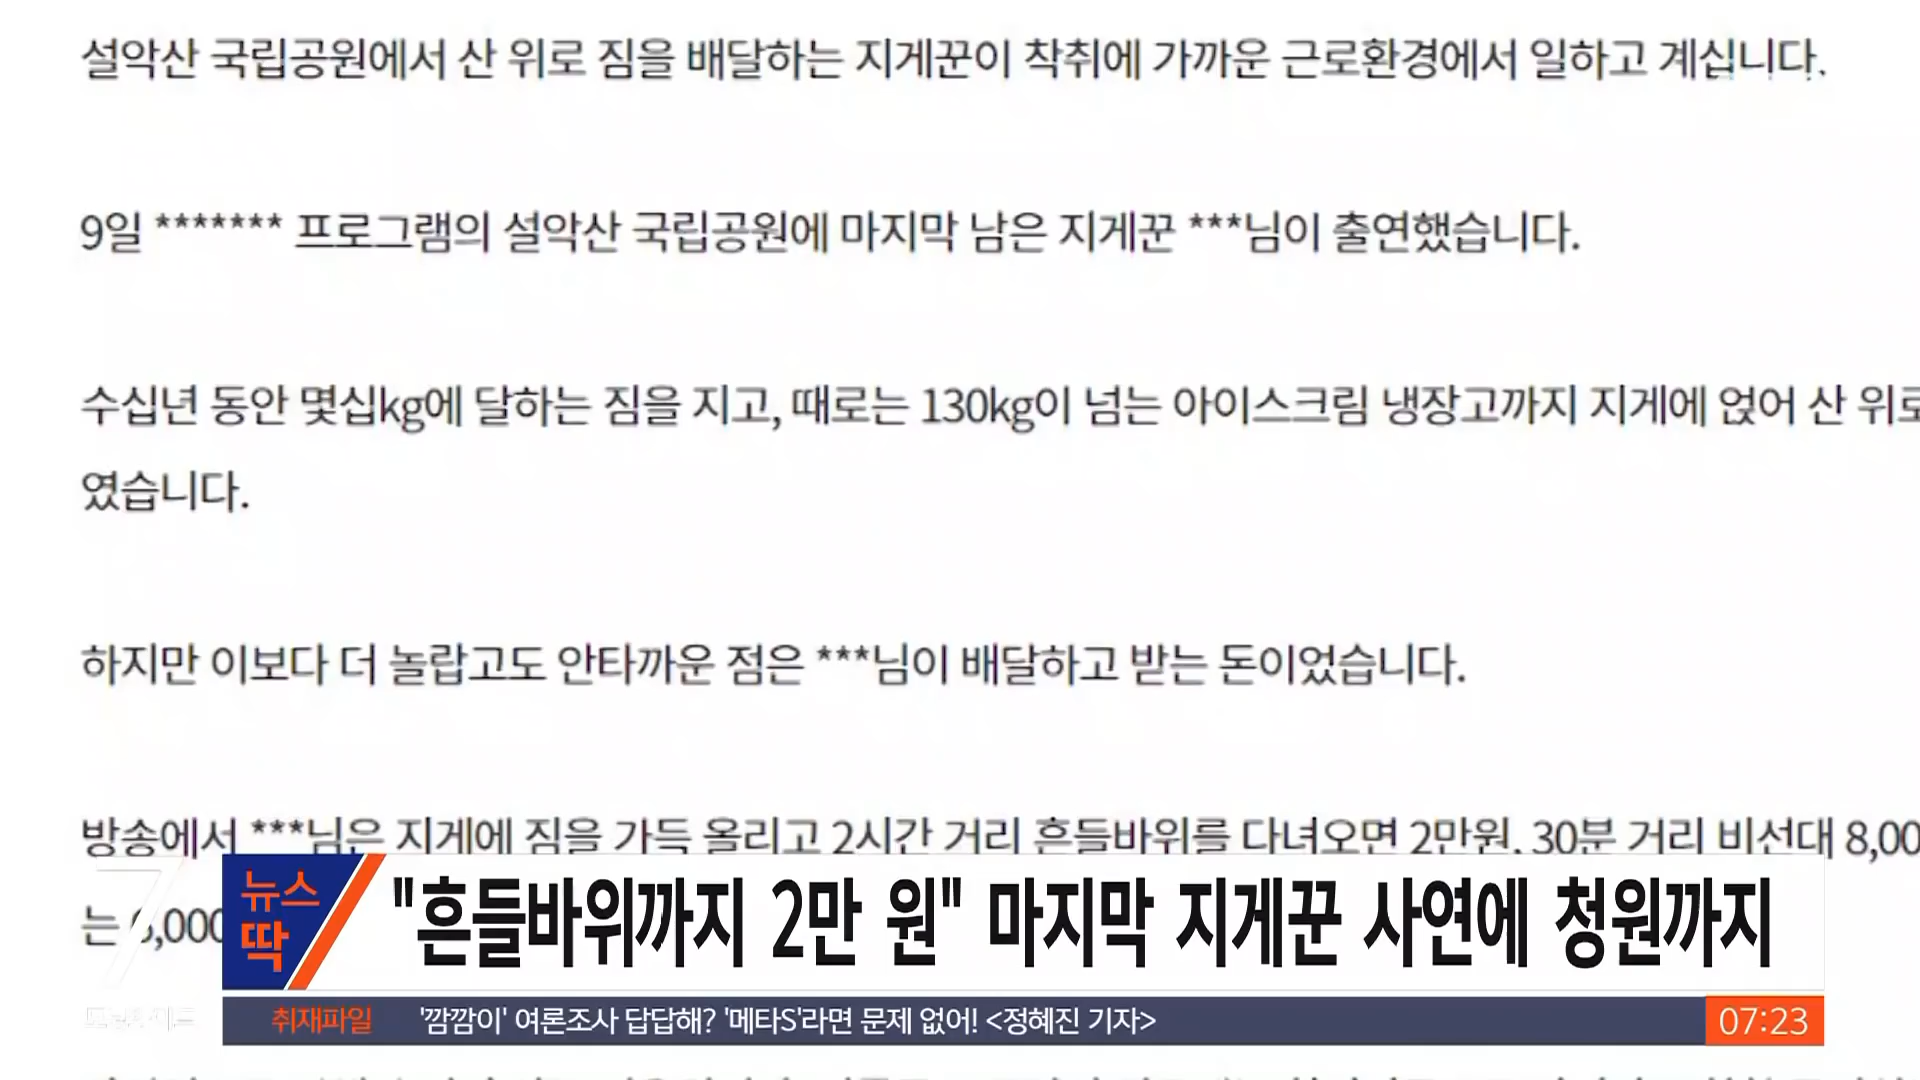 설악산 국립공원에서 산 위로 짐을 배달하는 지게꾼이 착취에 가까운 근로환경에서 일하고 계십니다.
9일 ******* 프로그램의 설악산 국립공원에 마지막 남은 지게꾼 ***님이 출연했습니다.
수십년 동안 몇십kg에 달하는 짐을 지고, 때로는 130kg이 넘는 아이스크림 냉장고까지 지게에 얹어 산 위로
였습니다.
하지만 이보다 더 놀랍고도 안타까운 점은 ***님이 배달하고 받는 돈이었습니다.
방송에서 ***님은 지게에 짐을 가득 올리고 2시간 거리 흔들바위를 다녀오면 2만원, 30분 거리 비선대 8,00
는
7
뉴스
딱
"흔들바위까지 2만 원" 마지막 지게꾼 사연에 청원까지
취재파일 '깜깜이' 여론조사 답답해? '메타S'라면 문제 없어! <정혜진 기자> 07:23